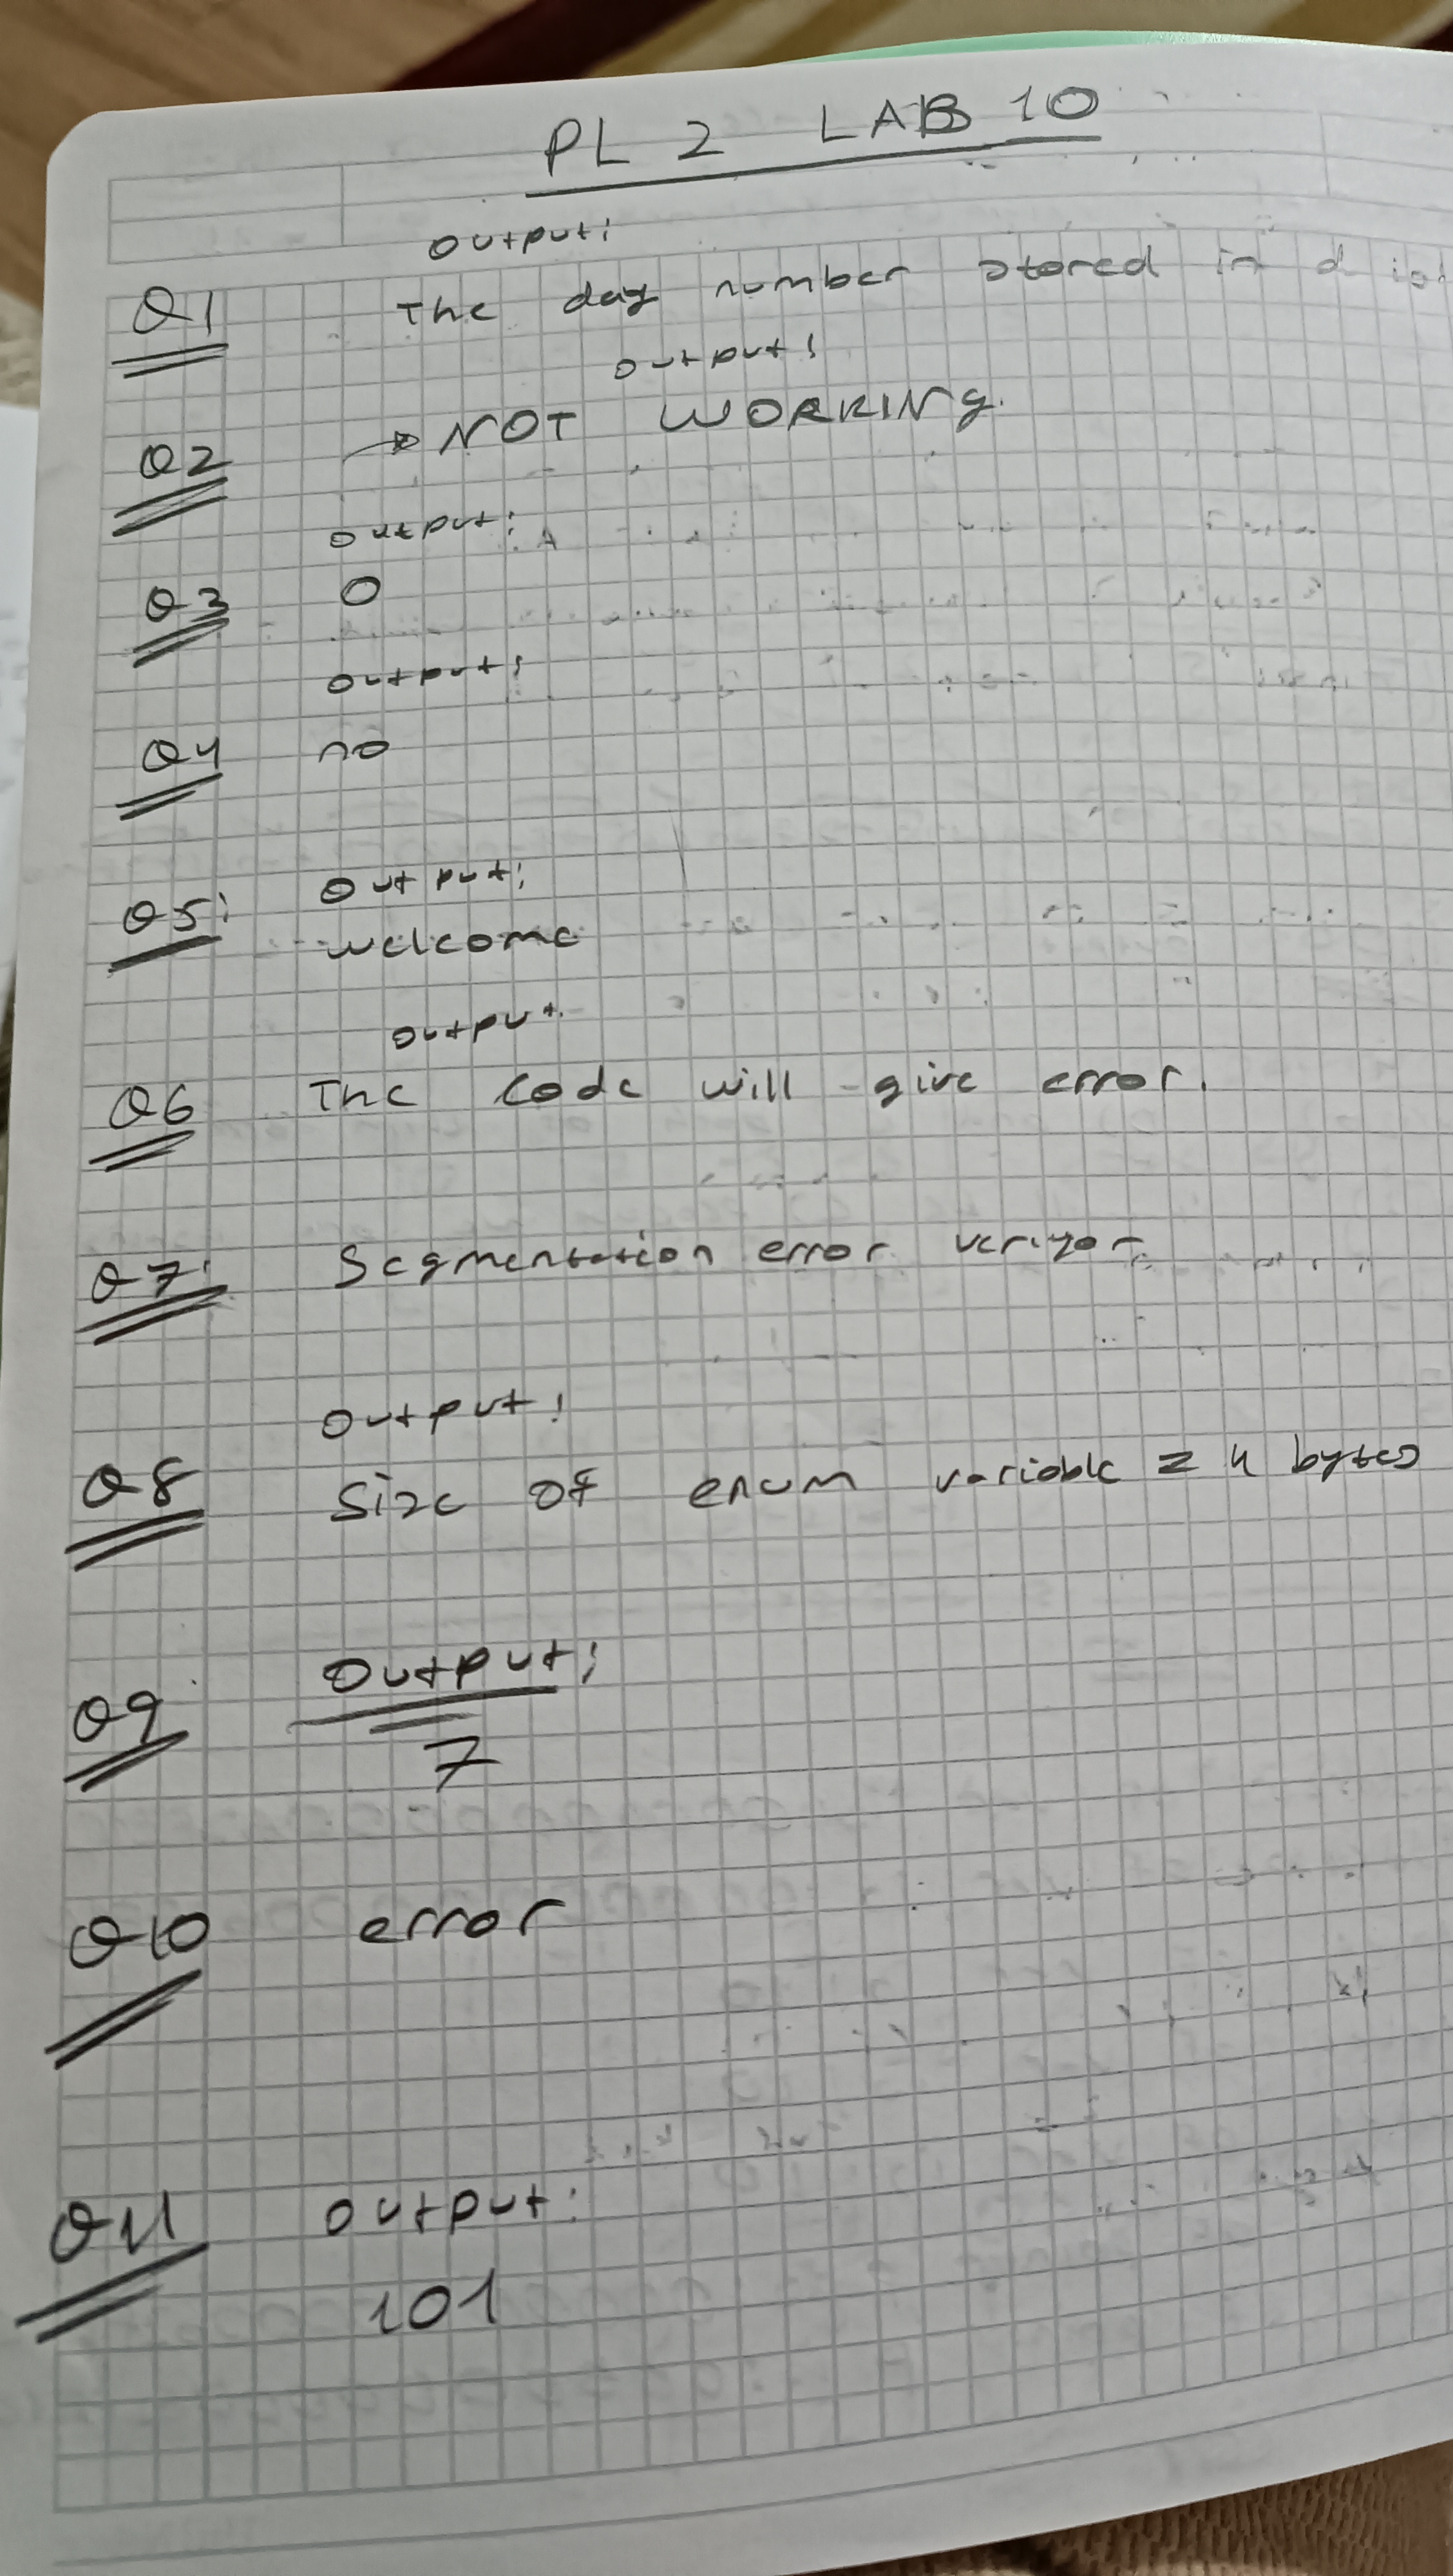 PL 2 LAB 10
output:
Q1 The day number stored in d is
output:
Q2 → NOT WORKING.
output:
Q3 0
output:
Q4 no
output:
Q5: welcome
output
Q6 The code will give error.
Q7: Segmentation error veriyor
output:
Q8 Size of enum variable = 4 bytes
output:
Q9 7
Q10 error
Q11 output:
101